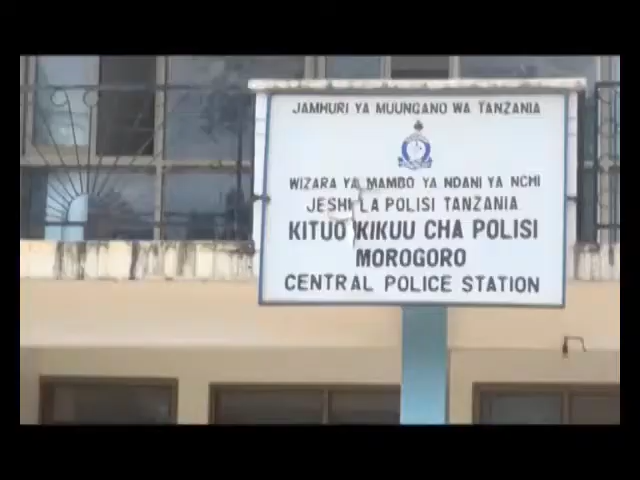 JAMHURI YA MUUNGANO WA TANZANIA
WIZARA YA MAMBO YA NDANI YA NCHI
JESHI LA POLISI TANZANIA
KITUO KIKUU CHA POLISI
MOROGORO
CENTRAL POLICE STATION